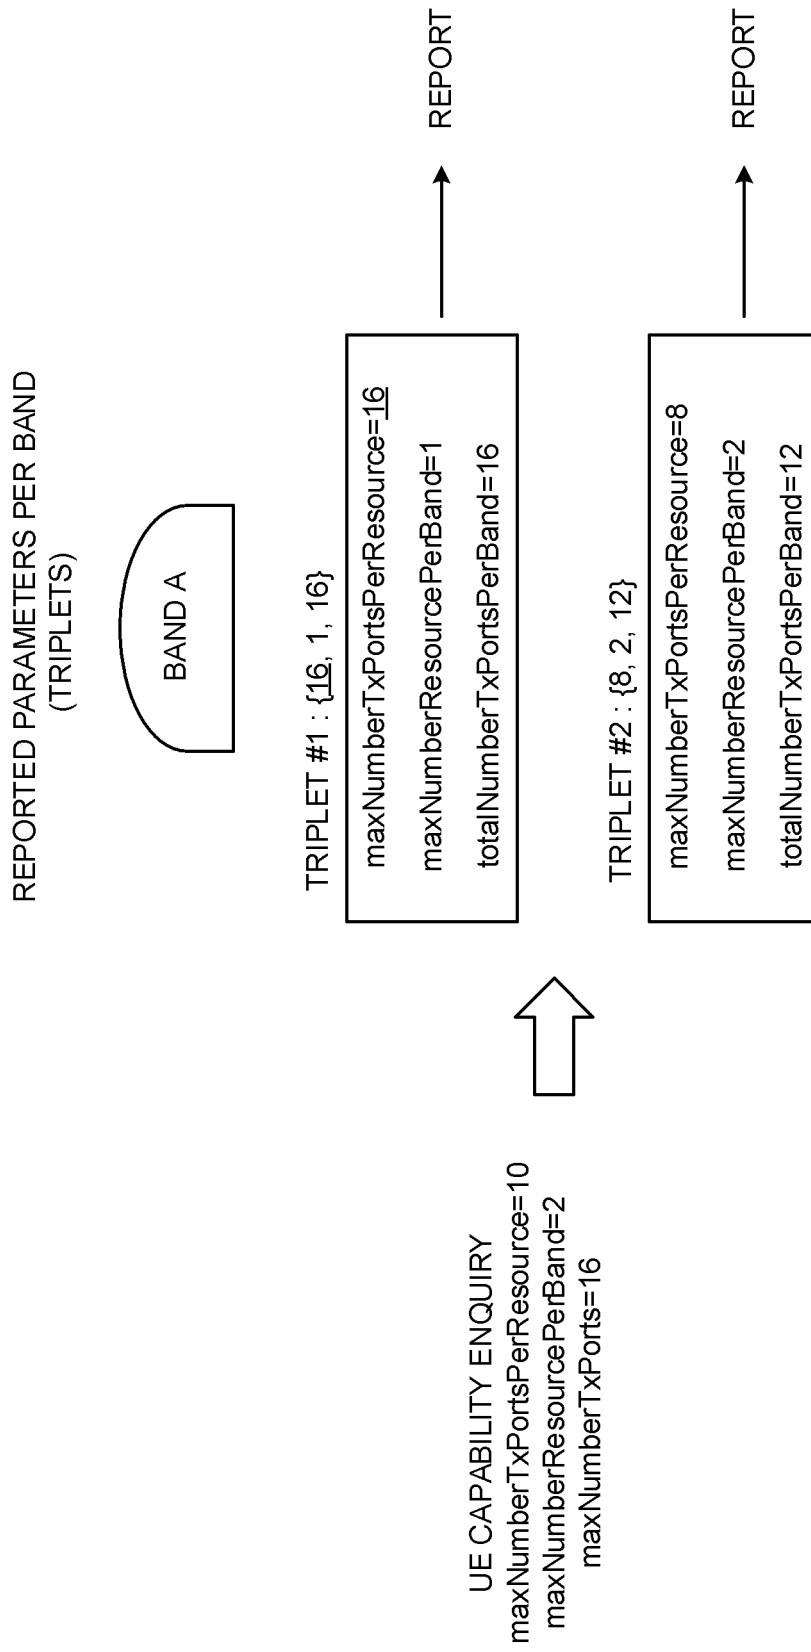 REPORTED PARAMETERS PER BAND
(TRIPLETS)
BAND A
UE CAPABILITY ENQUIRY
maxNumberTxPortsPerResource=10
maxNumberResourcePerBand=2
maxNumberTxPorts=16
TRIPLET #1 : {16, 1, 16}
maxNumberTxPortsPerResource=16
maxNumberResourcePerBand=1
totalNumberTxPortsPerBand=16
REPORT
TRIPLET #2 : {8, 2, 12}
maxNumberTxPortsPerResource=8
maxNumberResourcePerBand=2
totalNumberTxPortsPerBand=12
REPORT